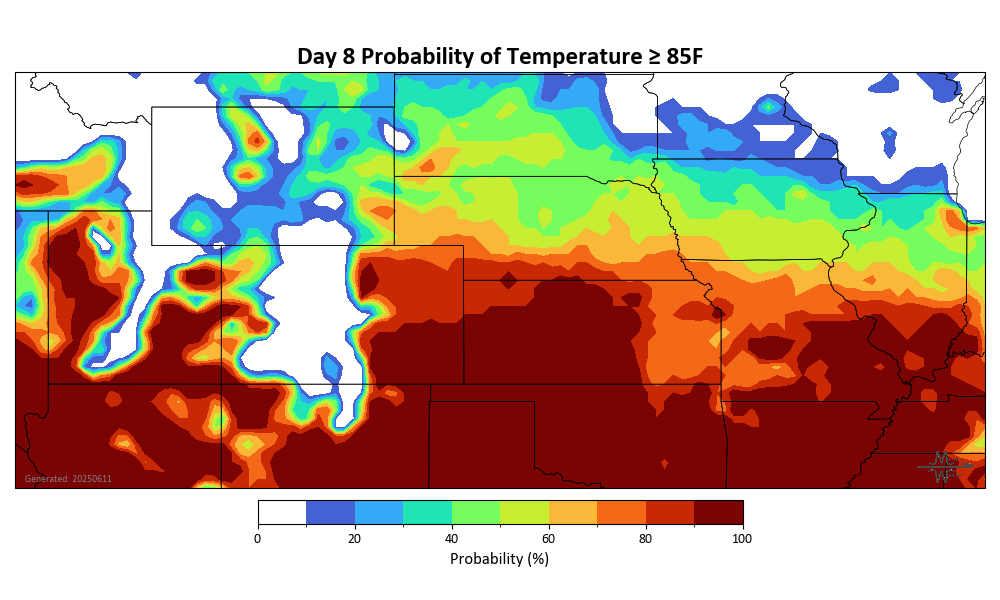 Day 8 Probability of Temperature ≥ 85F
Generated: 20250611
0 20 40 60 80 100
Probability (%)